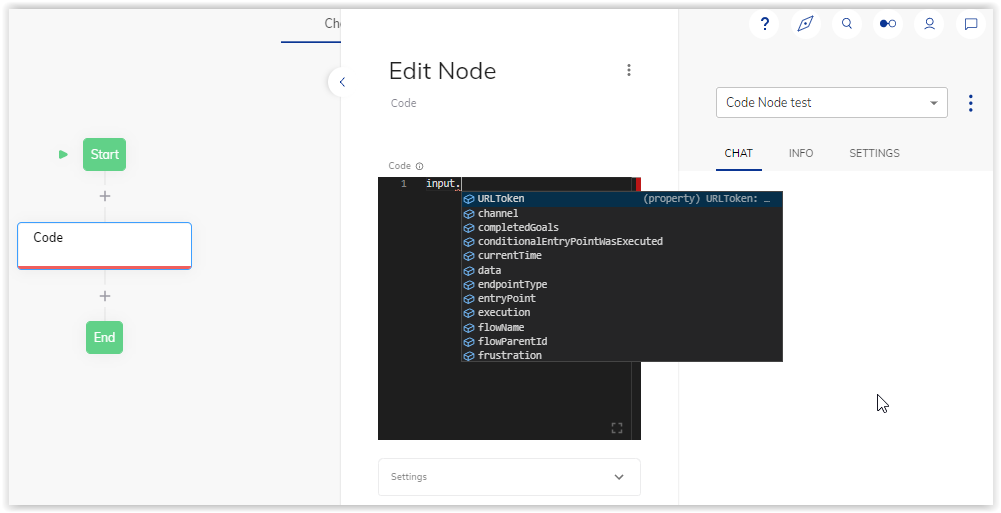 Ch
Edit Node
Code
?
Code Node test
CHAT
INFO
SETTINGS
Start
Code
End
Code
1 input.
URLToken (property) URLToken: …
channel
completedGoals
conditionalEntryPointWasExecuted
currentTime
data
endpointType
entryPoint
execution
flowName
flowParentId
frustration
Settings